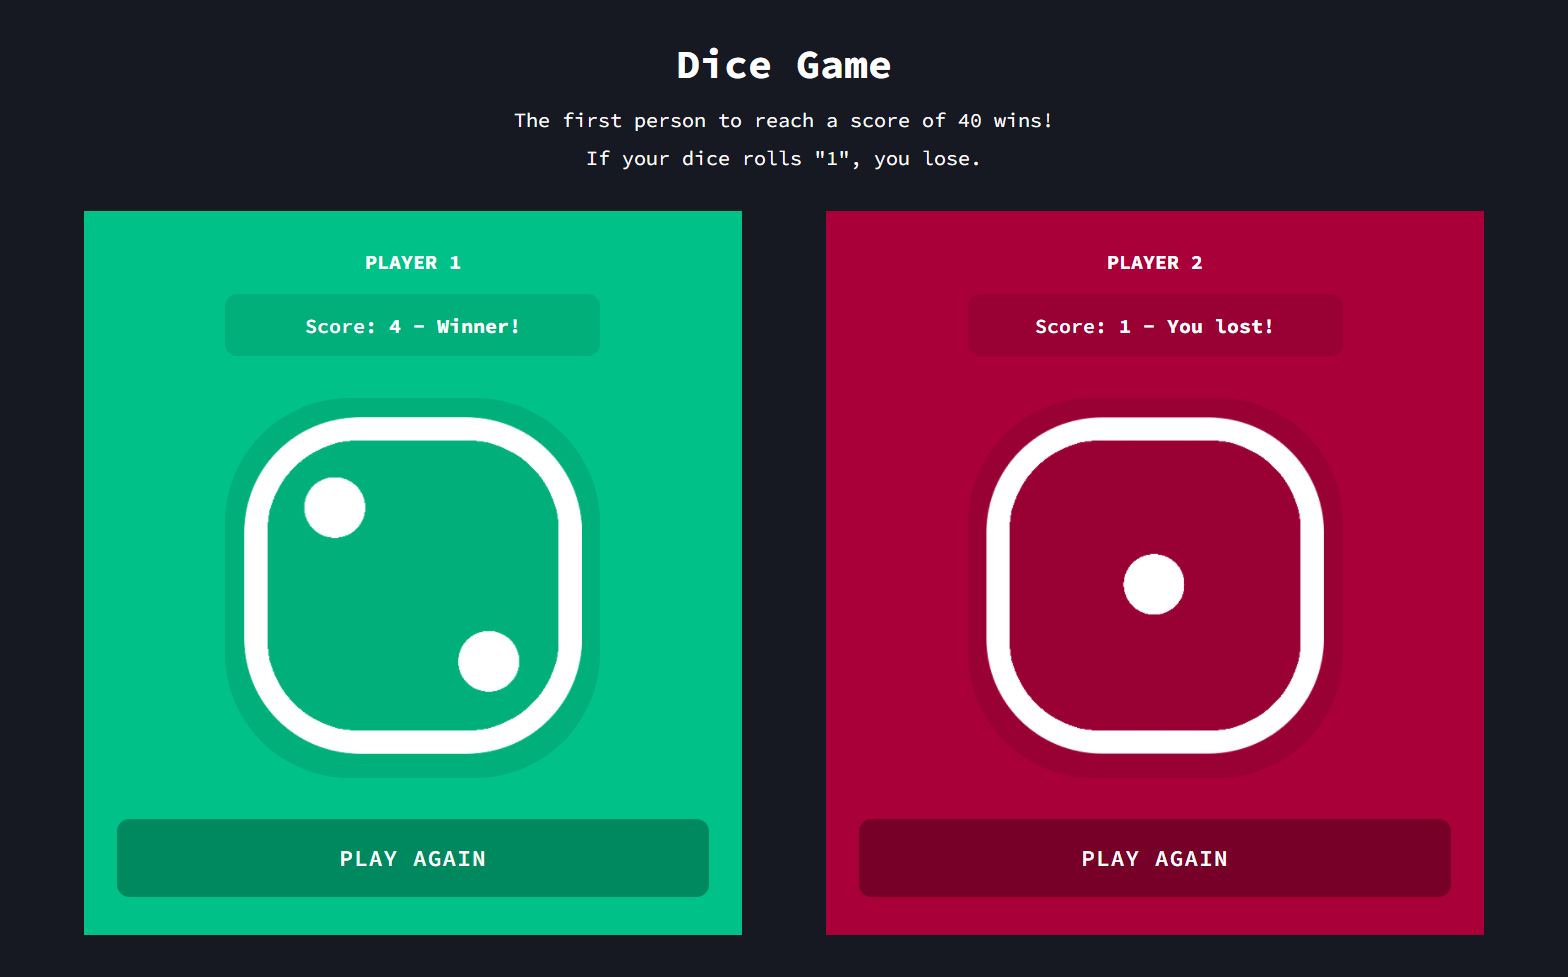 Dice Game
The first person to reach a score of 40 wins!
If your dice rolls "1", you lose.
PLAYER 1
Score: 4 - Winner!
PLAY AGAIN
PLAYER 2
Score: 1 - You lost!
PLAY AGAIN